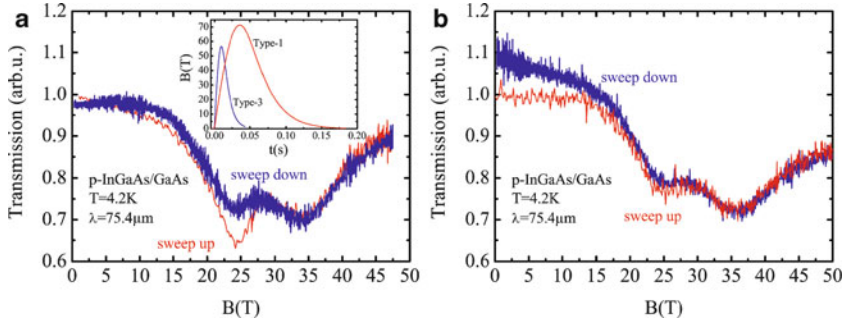 a
Transmission (arb.u.)
1.2
1.1
1.0
0.9
0.8
0.7
0.6
0 5 10 15 20 25 30 35 40 45 50
B(T)
B(T)
70
60
50
40
30
20
10
0
0.00 0.05 0.10 0.15 0.20
t(s)
Type-1
Type-3
sweep down
p-InGaAs/GaAs
T=4.2K
λ=75.4μm
sweep up
b
Transmission (arb.u.)
1.2
1.1
1.0
0.9
0.8
0.7
0.6
0 5 10 15 20 25 30 35 40 45 50
B(T)
sweep down
p-InGaAs/GaAs
T=4.2K
λ=75.4μm
sweep up